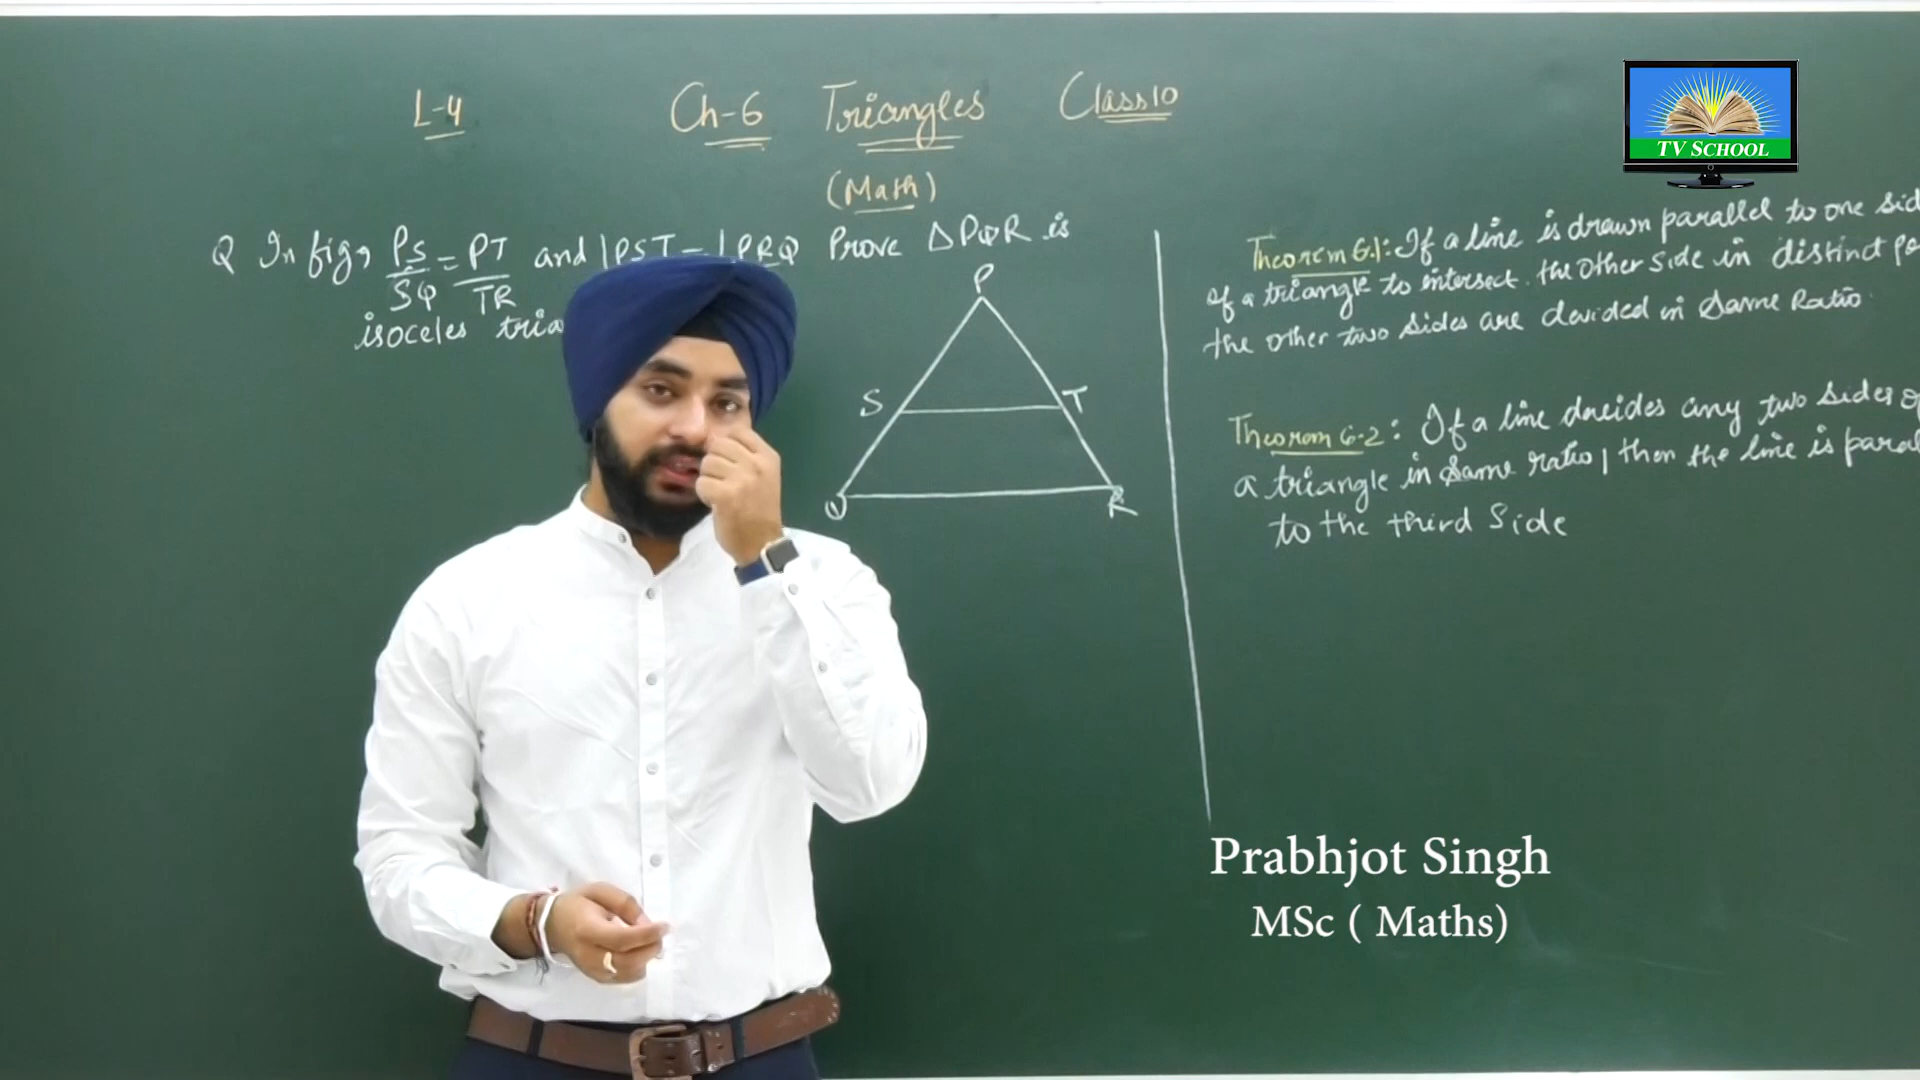 L-4 Ch-6 Triangles Class 10
(Math)
Q In fig, PS/SQ = PT/TR and ∠PST = ∠PRQ Prove ΔPQR is
isoceles
P
S T
Q R
Theorem 6.1: If a line is drawn parallel to one
of a triangle to intersect the other side in distinct
the other two sides are devided in same Ratio
Theorem 6.2: If a line devides any two sides
a triangle in same ratio, then the line is
to the third side
TV SCHOOL
Prabhjot Singh
MSc ( Maths)